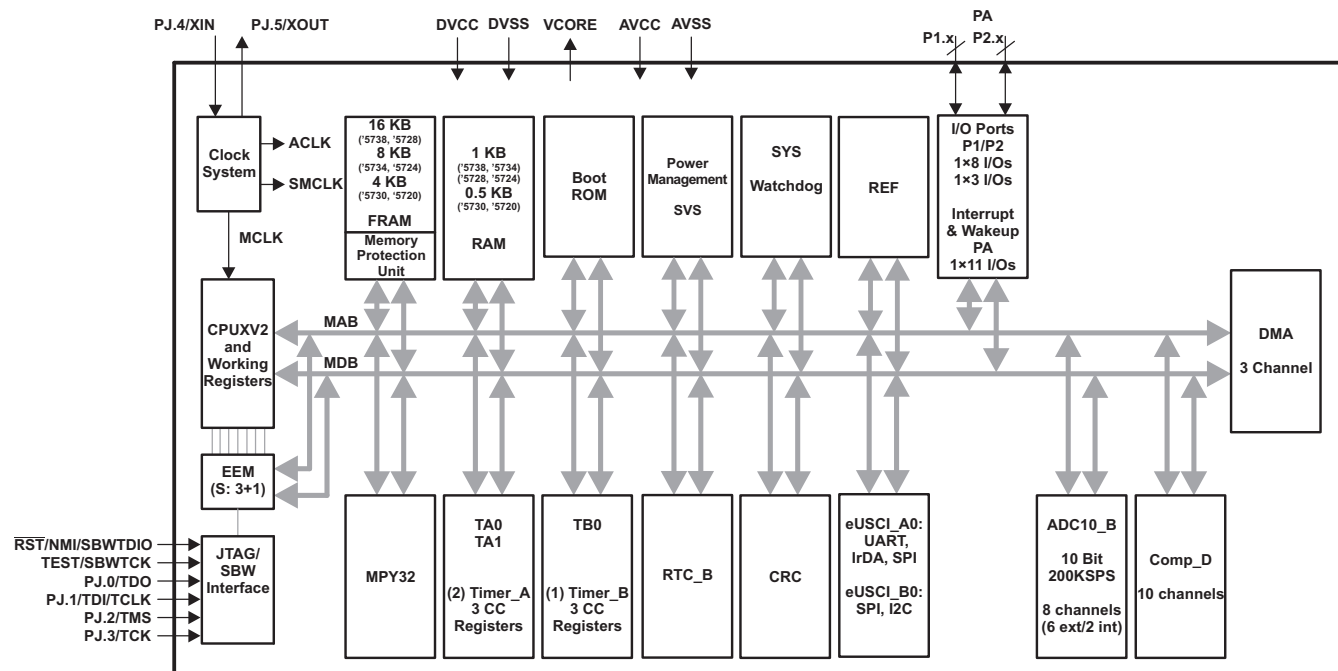 PJ.4/XIN
PJ.5/XOUT
DVCC
DVSS
VCORE
AVCC
AVSS
PA
P1.x
P2.x
Clock
System
ACLK
SMCLK
MCLK
16 KB
('5738, '5728)
8 KB
('5734, '5724)
4 KB
('5730, '5720)
FRAM
Memory
Protection
Unit
1 KB
('5738, '5734)
('5728, '5724)
0.5 KB
('5730, '5720)
RAM
Boot
ROM
Power
Management
SVS
SYS
Watchdog
REF
I/O Ports
P1/P2
1×8 I/Os
1×3 I/Os
Interrupt
& Wakeup
PA
1×11 I/Os
CPUXV2
and
Working
Registers
MAB
MDB
DMA
3 Channel
EEM
(S: 3+1)
RST/NMI/SBWTDIO
TEST/SBWTCK
PJ.0/TDO
PJ.1/TDI/TCLK
PJ.2/TMS
PJ.3/TCK
JTAG/
SBW
Interface
MPY32
TA0
TA1
(2) Timer_A
3 CC
Registers
TB0
(1) Timer_B
3 CC
Registers
RTC_B
CRC
eUSCI_A0:
UART,
IrDA, SPI
eUSCI_B0:
SPI, I2C
ADC10_B
10 Bit
200KSPS
8 channels
(6 ext/2 int)
Comp_D
10 channels